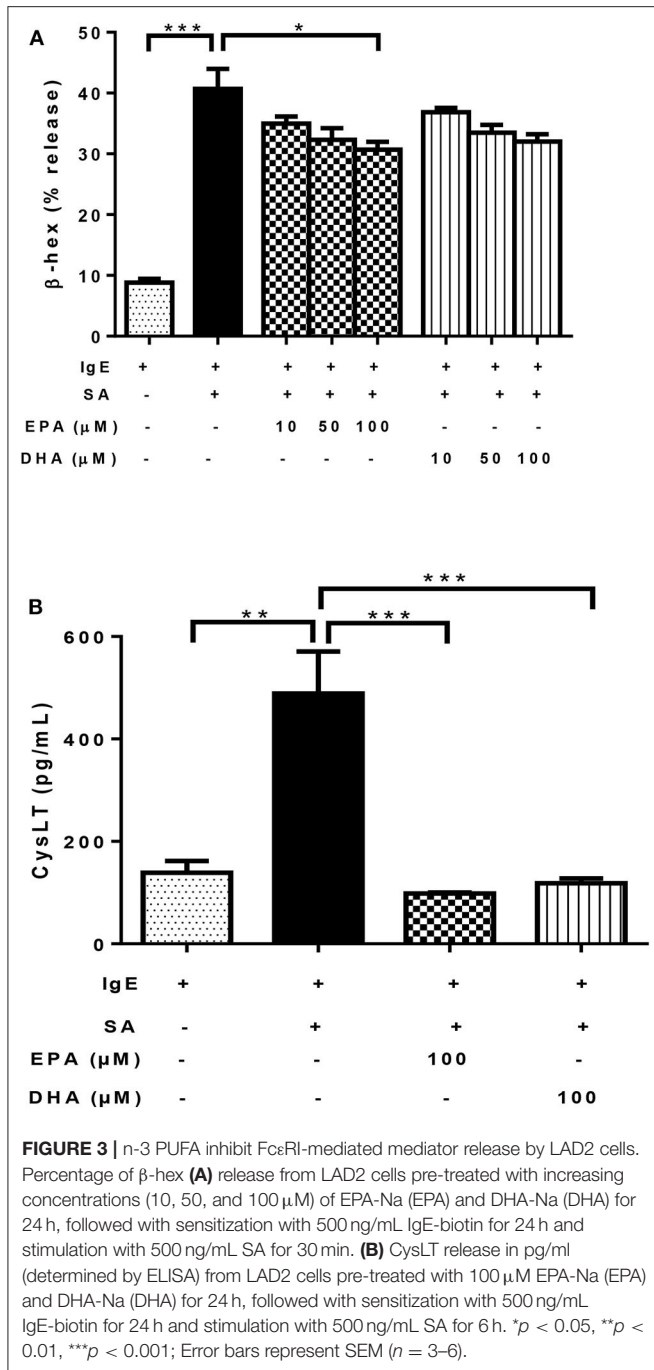 A
***
*
β-hex (% release)
50
40
30
20
10
0
IgE + + + + + + + +
SA - + + + + + + +
EPA (µM) - - 10 50 100 - - -
DHA (µM) - - - - - 10 50 100
B
***
** ***
CysLT (pg/mL)
600
400
200
0
IgE + + + +
SA - + + +
EPA (µM) - - 100 -
DHA (µM) - - - 100
FIGURE 3 | n-3 PUFA inhibit FcεRI-mediated mediator release by LAD2 cells.
Percentage of β-hex (A) release from LAD2 cells pre-treated with increasing
concentrations (10, 50, and 100 µM) of EPA-Na (EPA) and DHA-Na (DHA) for
24 h, followed with sensitization with 500 ng/mL IgE-biotin for 24 h and
stimulation with 500 ng/mL SA for 30 min. (B) CysLT release in pg/ml
(determined by ELISA) from LAD2 cells pre-treated with 100 µM EPA-Na (EPA)
and DHA-Na (DHA) for 24 h, followed with sensitization with 500 ng/mL
IgE-biotin for 24 h and stimulation with 500 ng/mL SA for 6 h. *p < 0.05, **p <
0.01, ***p < 0.001; Error bars represent SEM (n = 3–6).